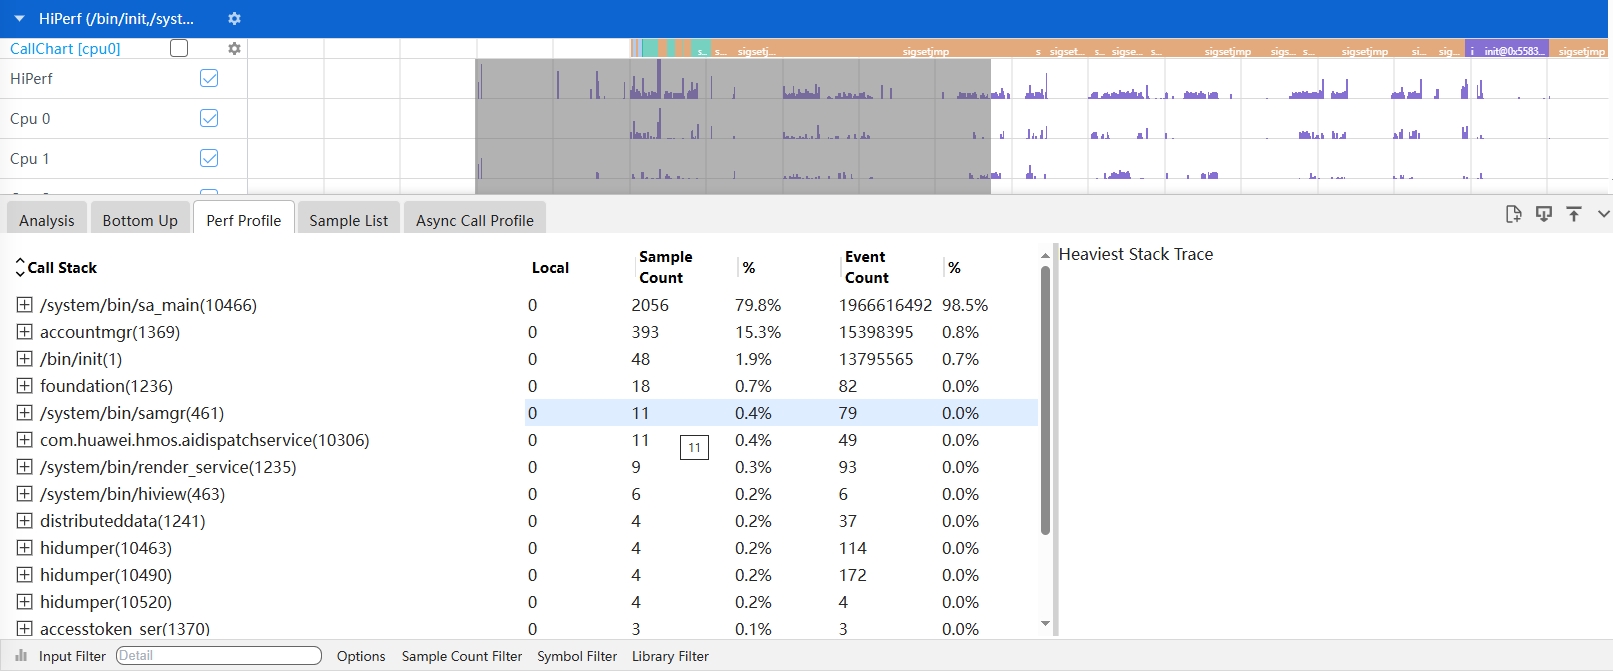 HiPerf (/bin/init,/syst...
CallChart [cpu0]
s... s... sigsetj... sigsetjmp s sigset... s... sigse... s... sigsetjmp sigs... s... sigsetjmp si... sig... i init@0x5583... sigsetjmp
HiPerf
Cpu 0
Cpu 1
Analysis Bottom Up Perf Profile Sample List Async Call Profile
Call Stack Local Sample Count % Event Count % Heaviest Stack Trace
/system/bin/sa_main(10466) 0 2056 79.8% 1966616492 98.5%
accountmgr(1369) 0 393 15.3% 15398395 0.8%
/bin/init(1) 0 48 1.9% 13795565 0.7%
foundation(1236) 0 18 0.7% 82 0.0%
/system/bin/samgr(461) 0 11 0.4% 79 0.0%
com.huawei.hmos.aidispatchservice(10306) 0 11 0.4% 49 0.0%
11
/system/bin/render_service(1235) 0 9 0.3% 93 0.0%
/system/bin/hiview(463) 0 6 0.2% 6 0.0%
distributeddata(1241) 0 4 0.2% 37 0.0%
hidumper(10463) 0 4 0.2% 114 0.0%
hidumper(10490) 0 4 0.2% 172 0.0%
hidumper(10520) 0 4 0.2% 4 0.0%
accesstoken_ser(1370) 0 3 0.1% 3 0.0%
Input Filter Detail Options Sample Count Filter Symbol Filter Library Filter